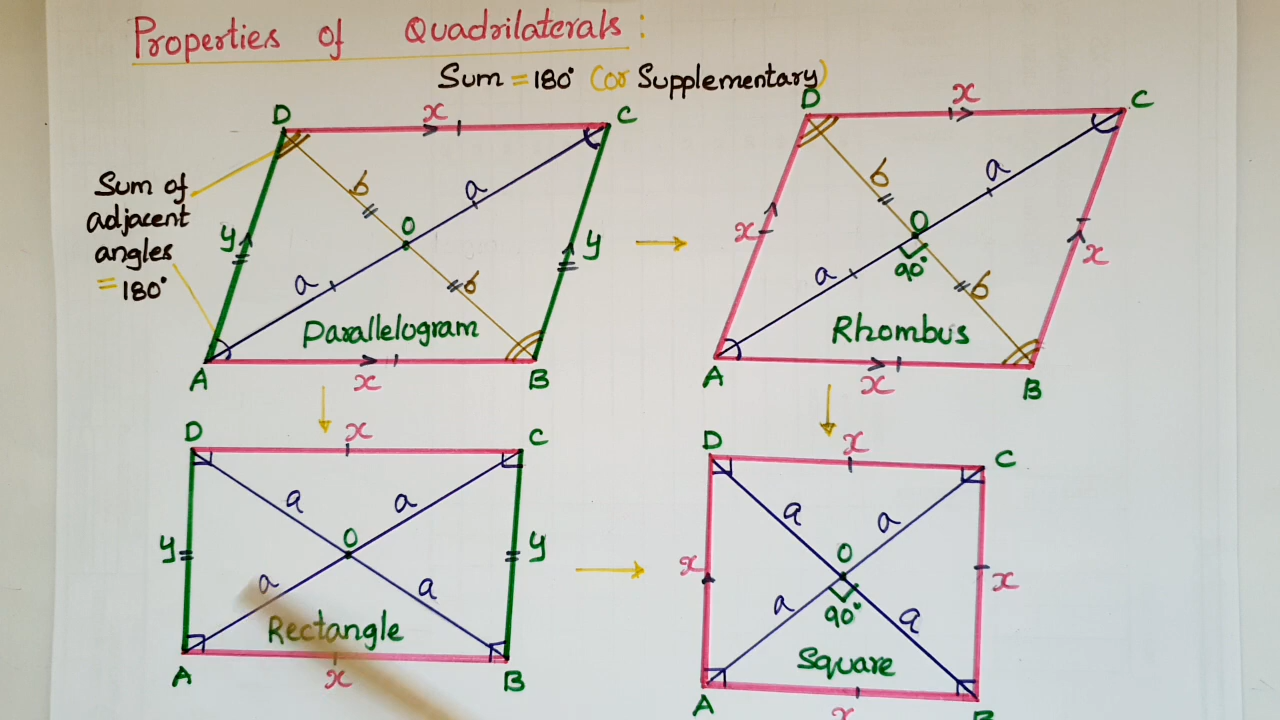 Properties of Quadrilaterals:
Sum = 180° (or Supplementary)
D x C
Sum of
adjacent
angles
= 180°
y b a O y
a b
Parallelogram
A x B
D x C
x b a O x
a 90° b
Rhombus
A x B
D x C
y a a O y
a a
Rectangle
A x B
D x C
x a a O x
a 90° a
Square
A x B